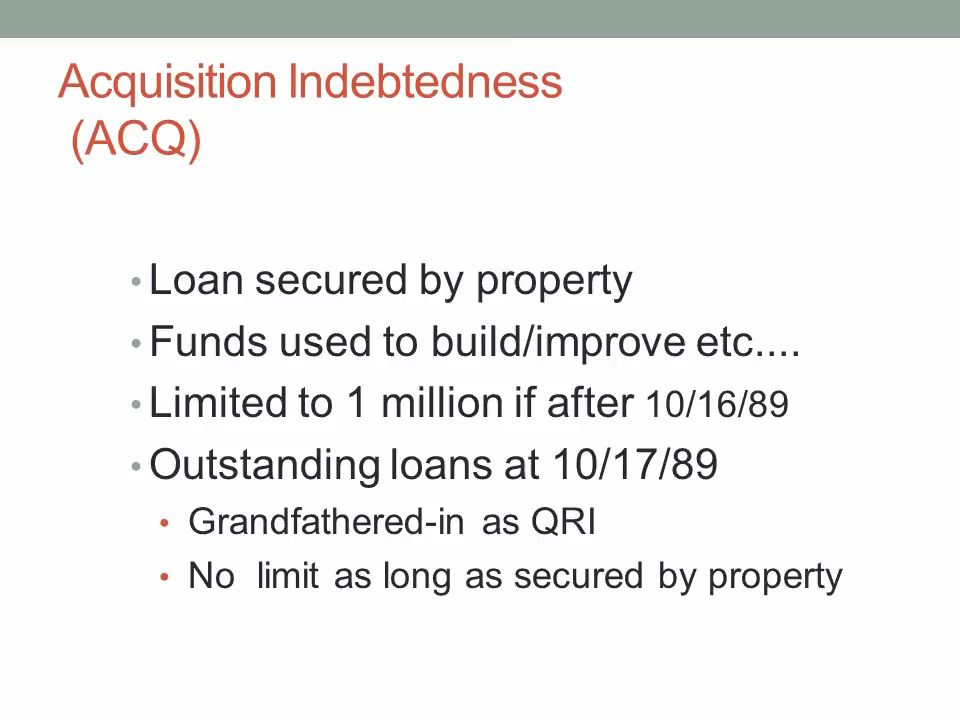 Acquisition Indebtedness
(ACQ)
• Loan secured by property
• Funds used to build/improve etc....
• Limited to 1 million if after 10/16/89
• Outstanding loans at 10/17/89
• Grandfathered-in as QRI
• No limit as long as secured by property